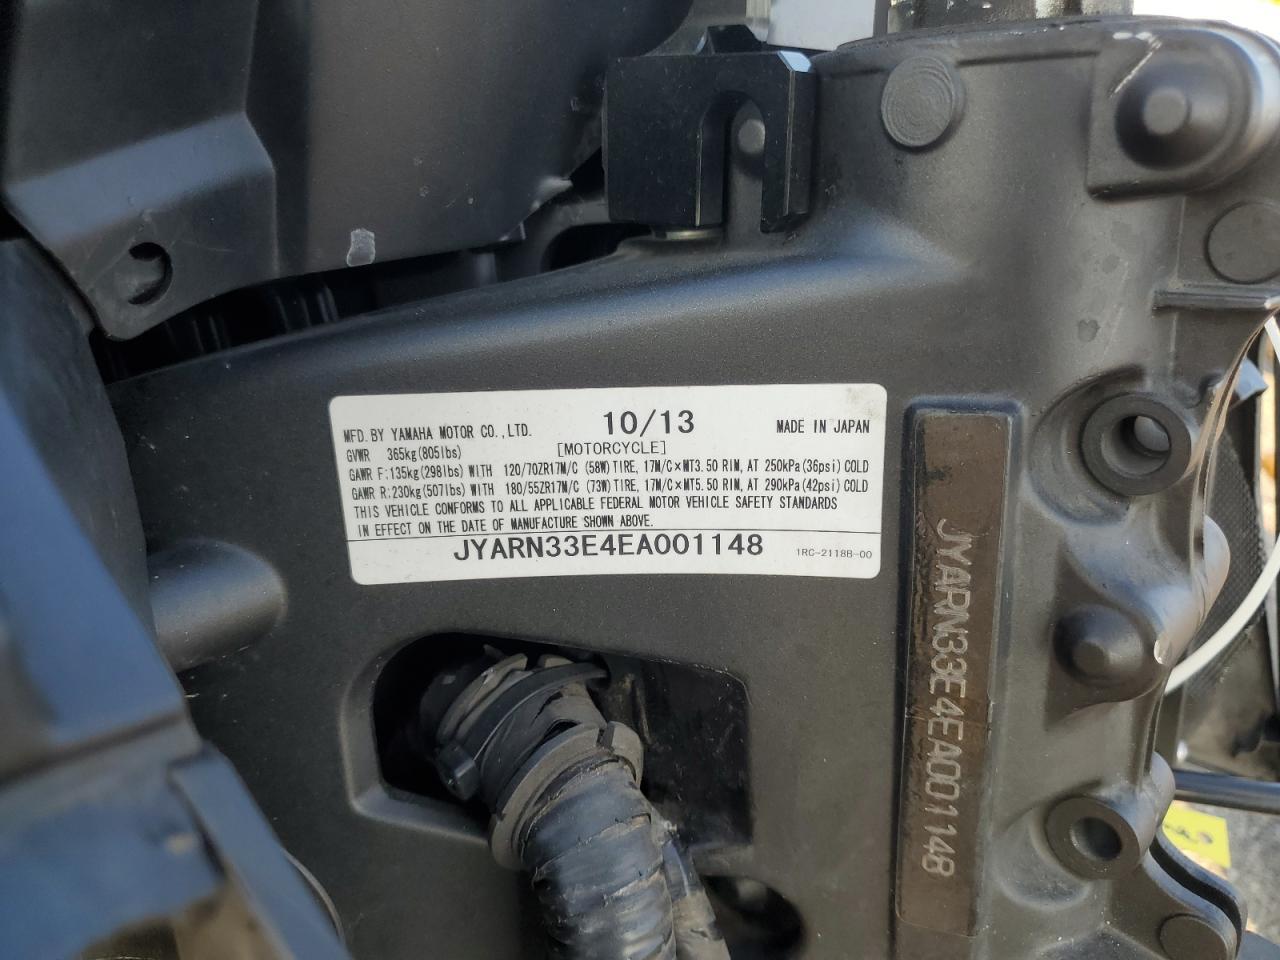 MFD. BY YAMAHA MOTOR CO., LTD. 10/13 MADE IN JAPAN
GVWR 365kg(805lbs) [MOTORCYCLE]
GAWR F:135kg(298lbs) WITH 120/70ZR17M/C (58W)TIRE, 17M/C×MT3.50 RIM, AT 250kPa(36psi) COLD
GAWR R:230kg(507lbs) WITH 180/55ZR17M/C (73W)TIRE, 17M/C×MT5.50 RIM, AT 290kPa(42psi) COLD
THIS VEHICLE CONFORMS TO ALL APPLICABLE FEDERAL MOTOR VEHICLE SAFETY STANDARDS
IN EFFECT ON THE DATE OF MANUFACTURE SHOWN ABOVE.
JYARN33E4EA001148 1RC-2118B-00
JYARN33E4EA001148